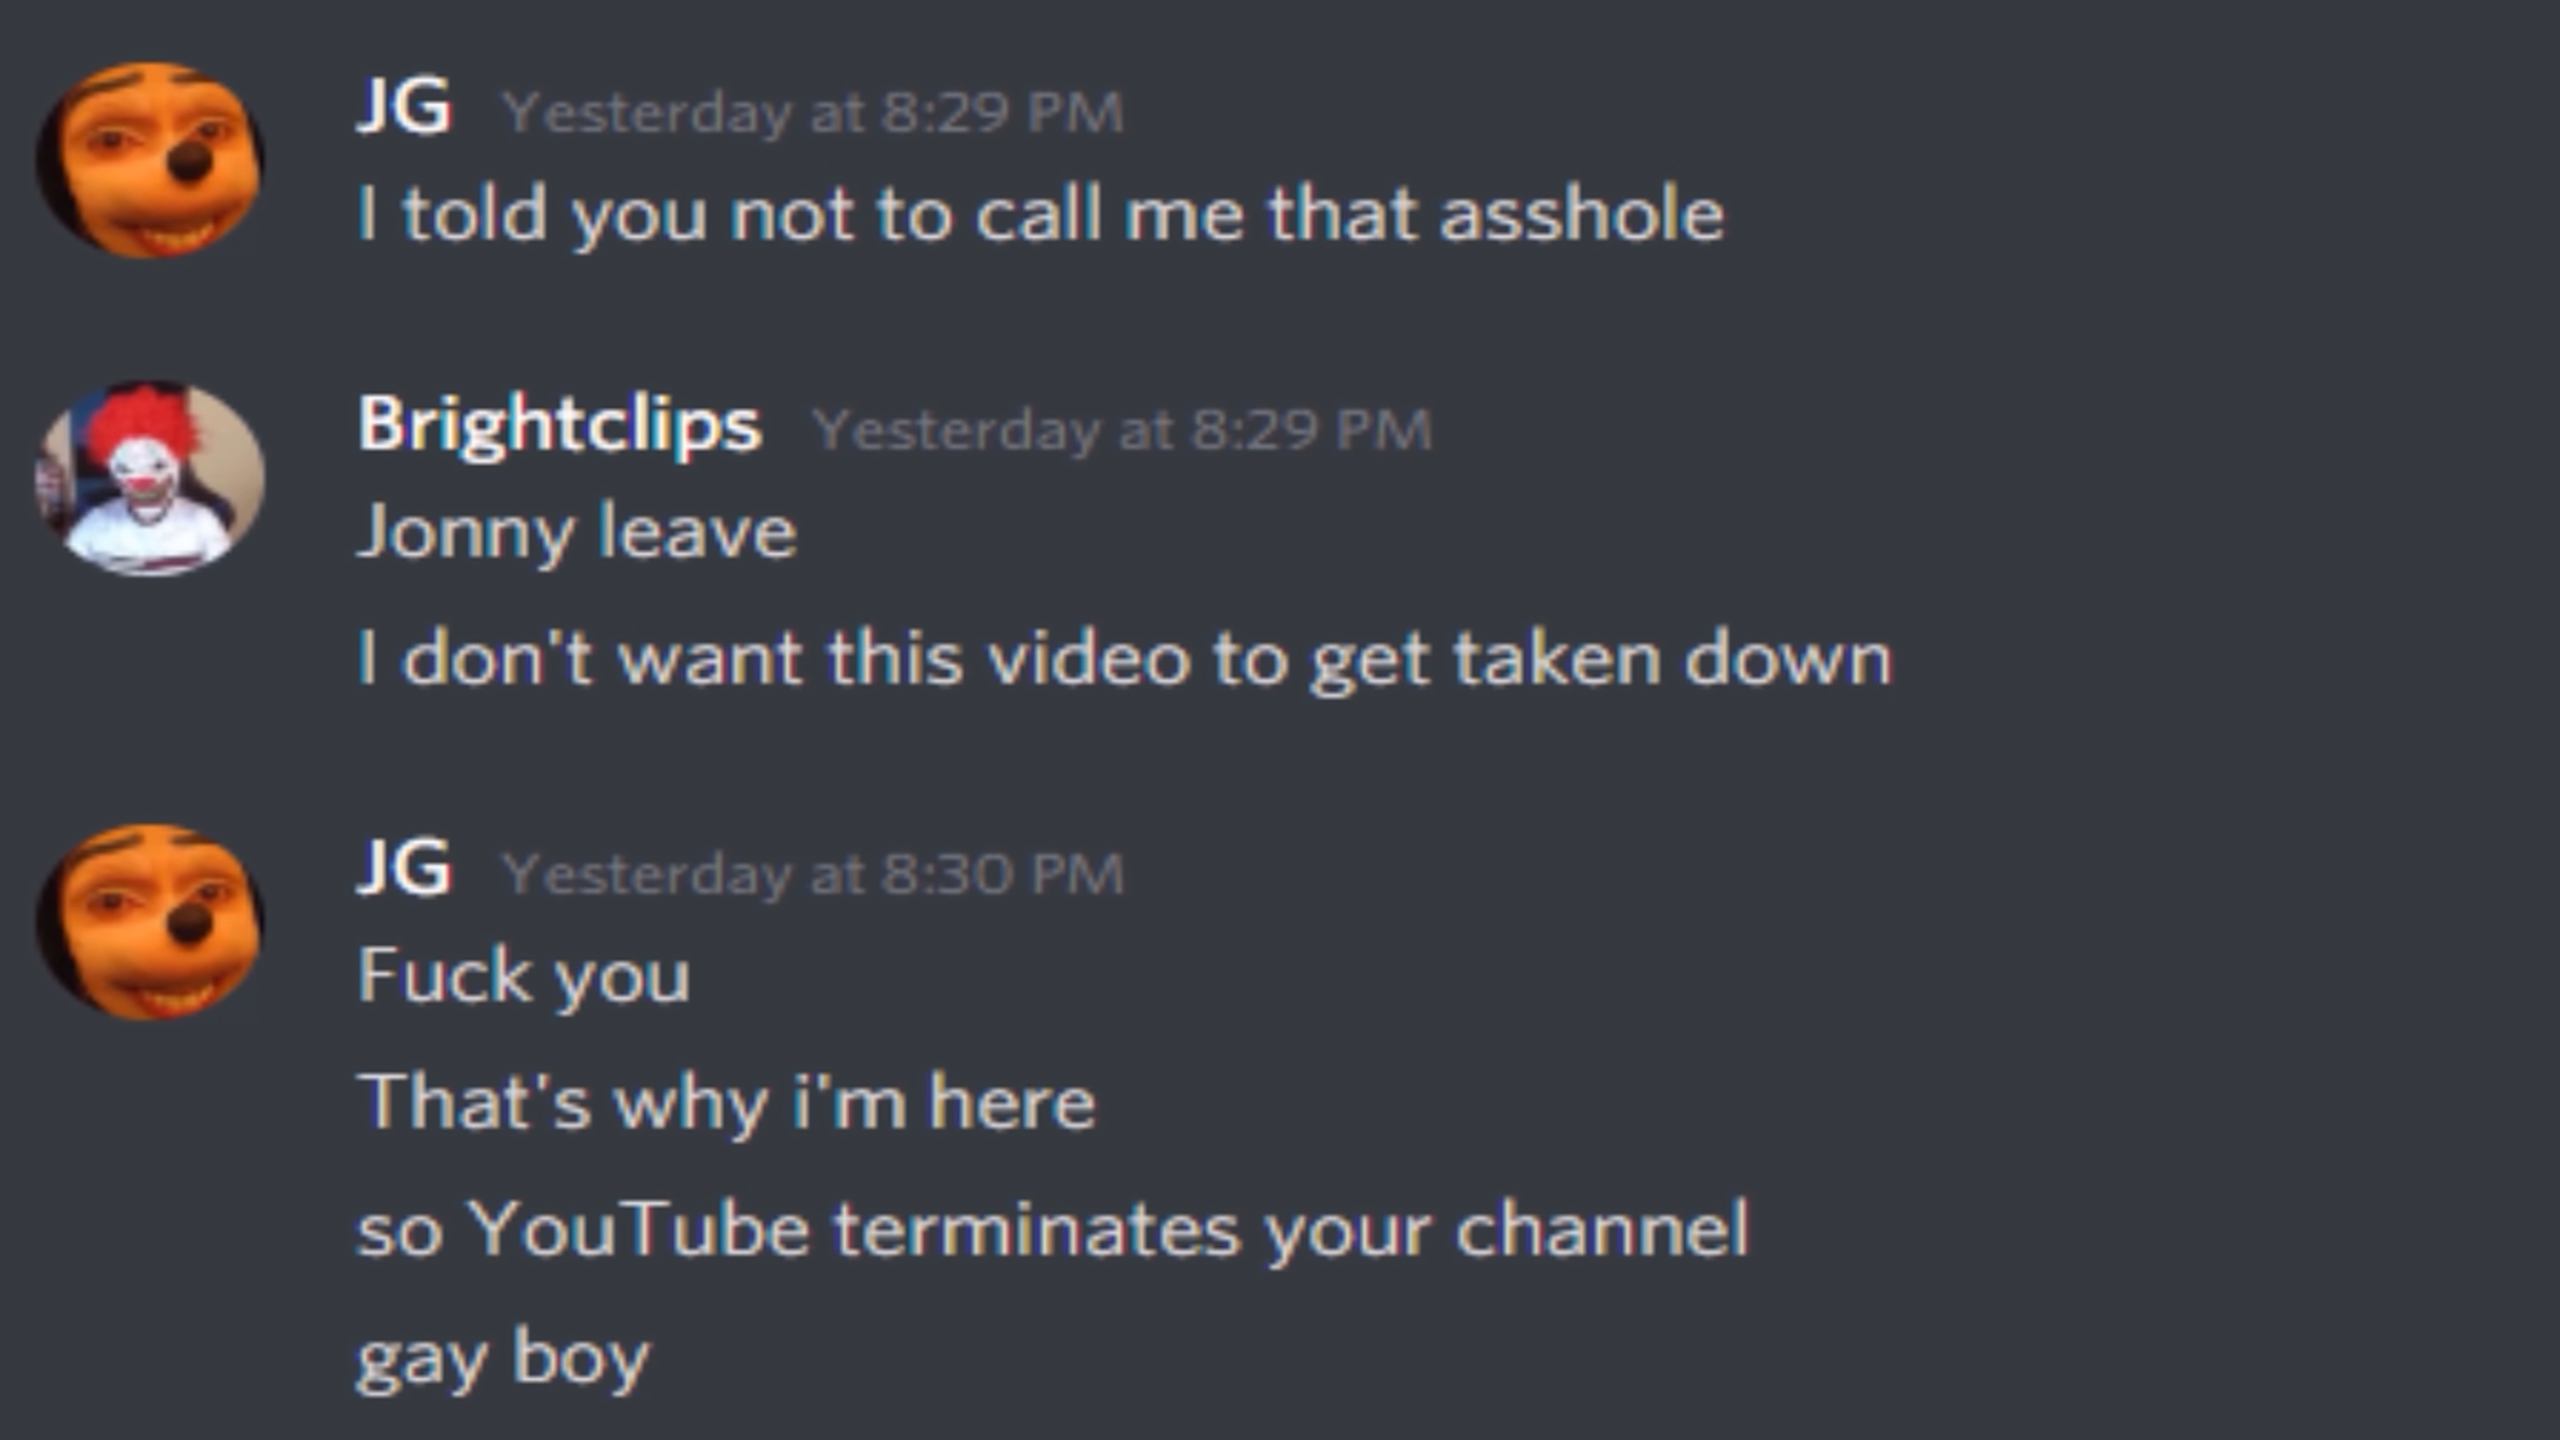 JG Yesterday at 8:29 PM
I told you not to call me that asshole
Brightclips Yesterday at 8:29 PM
Jonny leave
I don't want this video to get taken down
JG Yesterday at 8:30 PM
Fuck you
That's why i'm here
so YouTube terminates your channel
gay boy